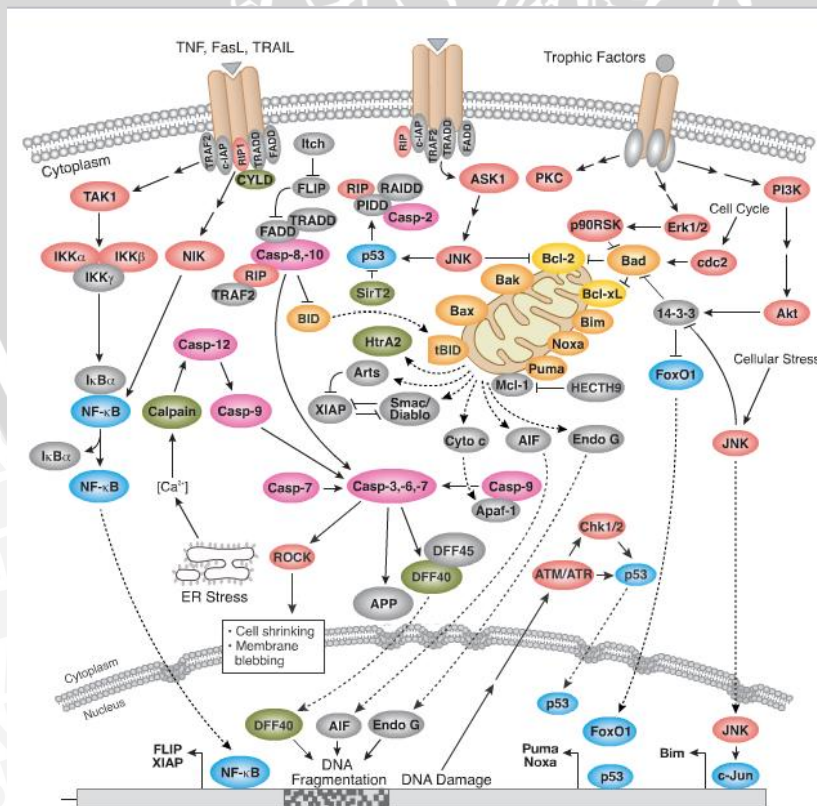 TNF, FasL, TRAIL
Trophic Factors
Cytoplasm
TRAF2
c-IAP
RIP1
TRADD
FADD
CYLD
RIP
c-IAP
TRAF2
TRADD
FADD
Itch
FLIP
TRADD
FADD
Casp-8,-10
RIP
TRAF2
RIP
RAIDD
PIDD
Casp-2
ASK1
PKC
PI3K
Cell Cycle
TAK1
IKKα
IKKβ
IKKγ
NIK
p53
SirT2
JNK
Bcl-2
p90RSK
Erk1/2
Bad
cdc2
Bak
Bcl-xL
Bax
Bim
14-3-3
Akt
BID
tBID
Noxa
Puma
HtrA2
Casp-12
Arts
Mcl-1
HECTH9
FoxO1
Cellular Stress
IκBα
NF-κB
Calpain
Casp-9
XIAP
Smac/
Diablo
JNK
IκBα
Cyto c
AIF
Endo G
NF-κB
[Ca²⁺]
Casp-7
Casp-3,-6,-7
Casp-9
Apaf-1
Chk1/2
ER Stress
ROCK
DFF45
DFF40
ATM/ATR
p53
APP
• Cell shrinking
• Membrane
blebbing
Cytoplasm
Nucleus
p53
DFF40
AIF
Endo G
FoxO1
JNK
FLIP
XIAP
NF-κB
DNA
Fragmentation
DNA Damage
Puma
Noxa
p53
Bim
c-Jun